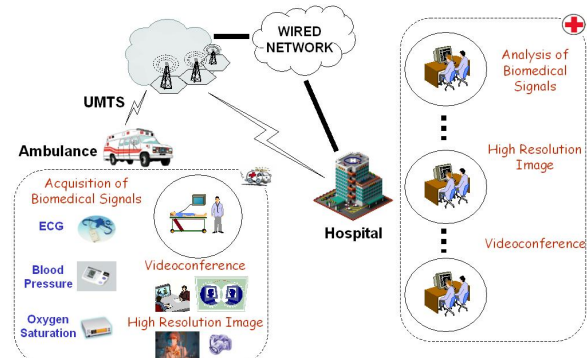 WIRED
NETWORK
UMTS
Ambulance
Hospital
Acquisition of
Biomedical Signals
ECG
Blood
Pressure
Oxygen
Saturation
Videoconference
High Resolution Image
Analysis of
Biomedical
Signals
High Resolution
Image
Videoconference